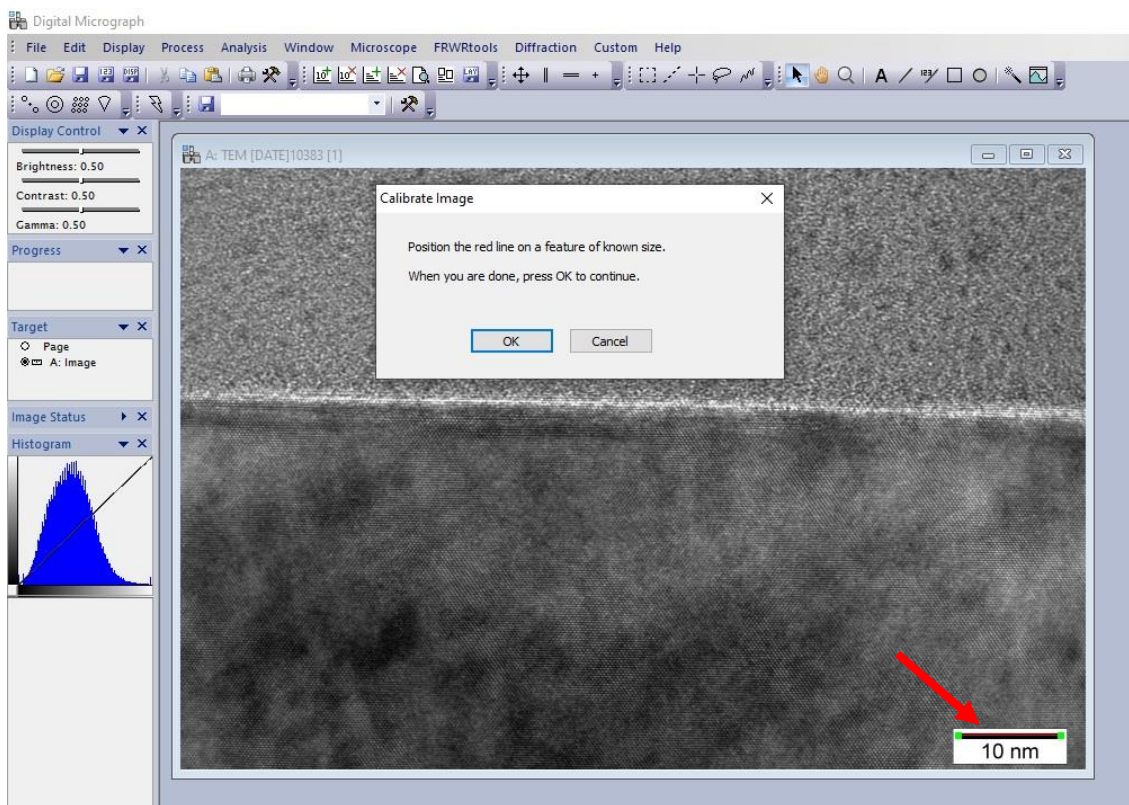 Digital Micrograph
File Edit Display Process Analysis Window Microscope FRWRtools Diffraction Custom Help
Display Control
Brightness: 0.50
Contrast: 0.50
Gamma: 0.50
Progress
Target
Page
A: Image
Image Status
Histogram
A: TEM [DATE]10383 [1]
Calibrate Image
Position the red line on a feature of known size.
When you are done, press OK to continue.
OK Cancel
10 nm